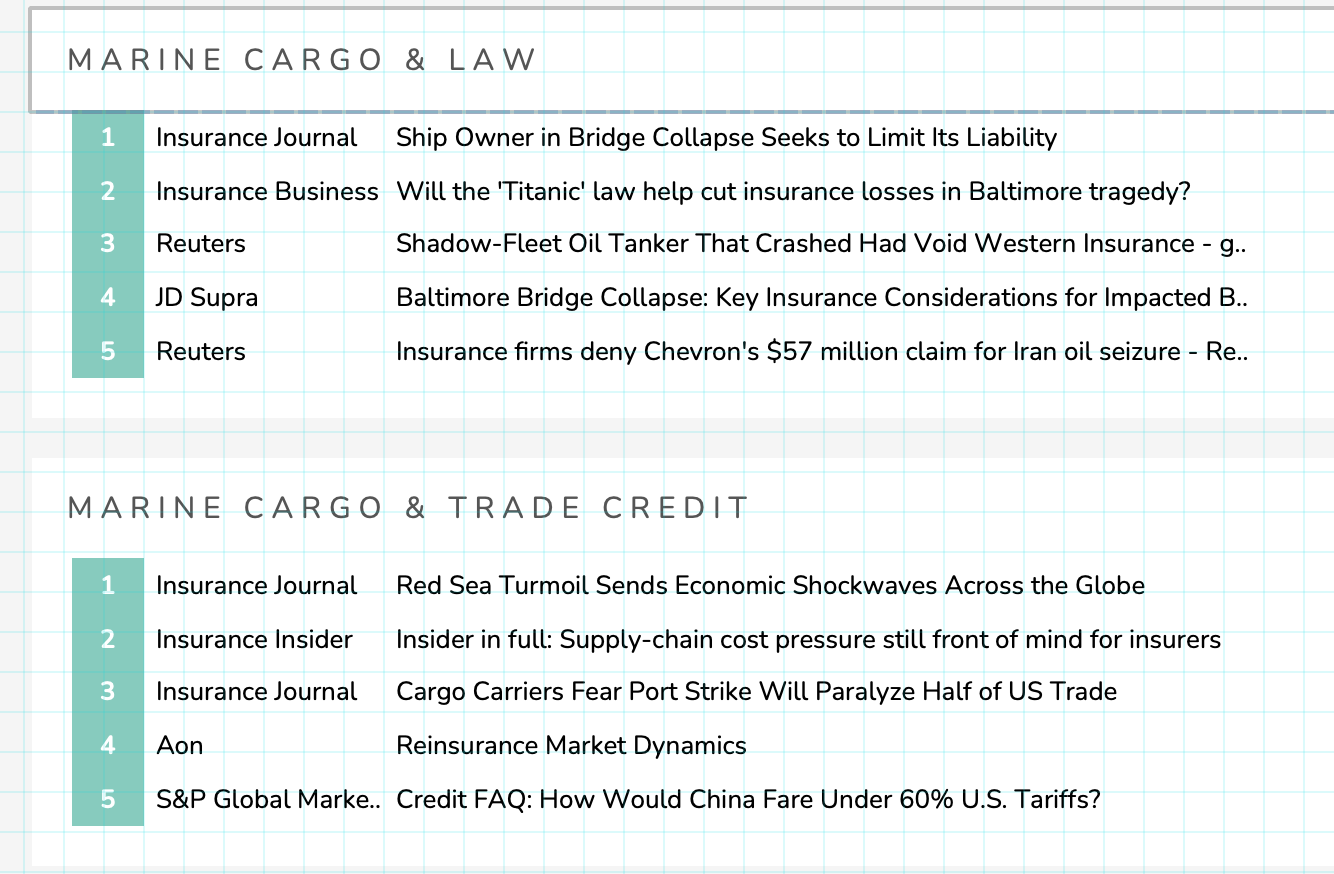 MARINE CARGO & LAW
1 Insurance Journal Ship Owner in Bridge Collapse Seeks to Limit Its Liability
2 Insurance Business Will the 'Titanic' law help cut insurance losses in Baltimore tragedy?
3 Reuters Shadow-Fleet Oil Tanker That Crashed Had Void Western Insurance - g..
4 JD Supra Baltimore Bridge Collapse: Key Insurance Considerations for Impacted B..
5 Reuters Insurance firms deny Chevron's $57 million claim for Iran oil seizure - Re..
MARINE CARGO & TRADE CREDIT
1 Insurance Journal Red Sea Turmoil Sends Economic Shockwaves Across the Globe
2 Insurance Insider Insider in full: Supply-chain cost pressure still front of mind for insurers
3 Insurance Journal Cargo Carriers Fear Port Strike Will Paralyze Half of US Trade
4 Aon Reinsurance Market Dynamics
5 S&P Global Marke.. Credit FAQ: How Would China Fare Under 60% U.S. Tariffs?